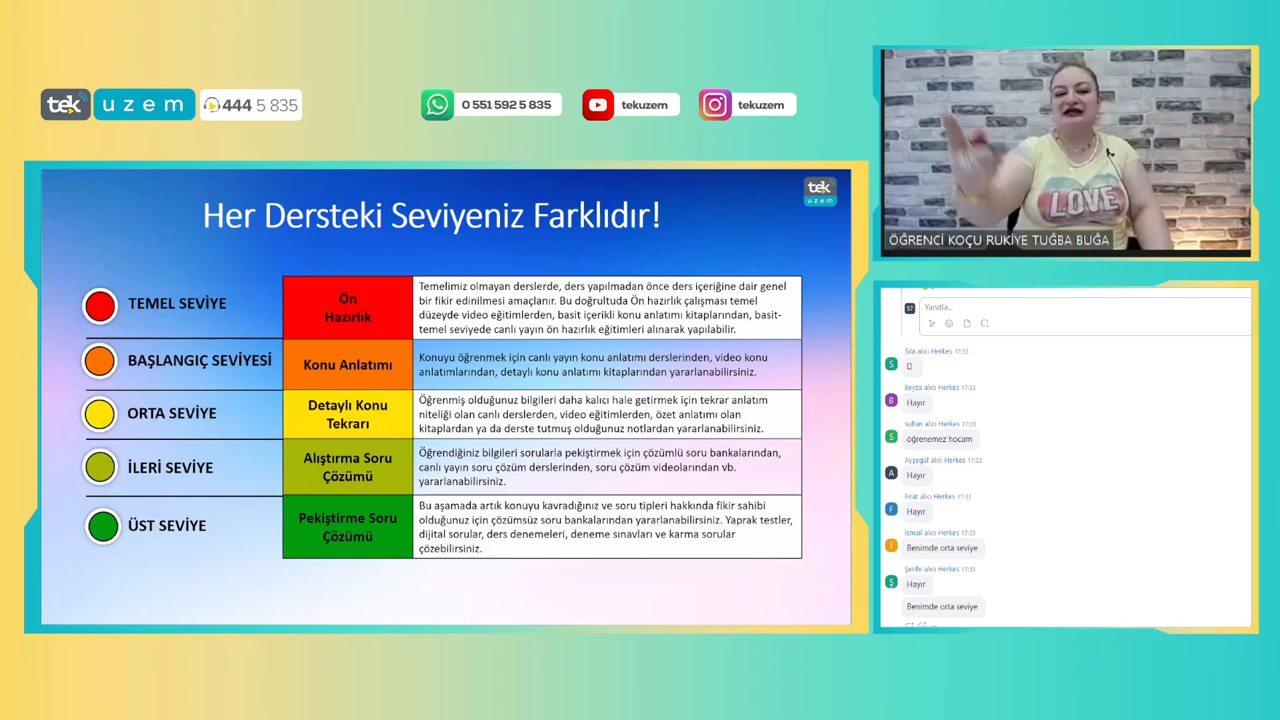 tek uzem 444 5 835
0 551 592 5 835
tekuzem
tekuzem
tek
uzem
Her Dersteki Seviyeniz Farklıdır!
TEMEL SEVİYE
Ön
Hazırlık
Temelimiz olmayan derslerde, ders yapılmadan önce ders içeriğine dair genel
bir fikir edinilmesi amaçlanır. Bu doğrultuda Ön hazırlık çalışması temel
düzeyde video eğitimlerden, basit içerikli konu anlatımı kitaplarından, basit-
temel seviyede canlı yayın ön hazırlık eğitimleri alınarak yapılabilir.
BAŞLANGIÇ SEVİYESİ
Konu Anlatımı
Konuyu öğrenmek için canlı yayın konu anlatımı derslerinden, video konu
anlatımlarından, detaylı konu anlatımı kitaplarından yararlanabilirsiniz.
ORTA SEVİYE
Detaylı Konu
Tekrarı
Öğrenmiş olduğunuz bilgileri daha kalıcı hale getirmek için tekrar anlatım
niteliği olan canlı derslerden, video eğitimlerden, özet anlatımı olan
kitaplardan ya da derste tutmuş olduğunuz notlardan yararlanabilirsiniz.
İLERİ SEVİYE
Alıştırma Soru
Çözümü
Öğrendiğiniz bilgileri sorularla pekiştirmek için çözümlü soru bankalarından,
canlı yayın soru çözüm derslerinden, soru çözüm videolarından vb.
yararlanabilirsiniz.
ÜST SEVİYE
Pekiştirme Soru
Çözümü
Bu aşamada artık konuyu kavradığınız ve soru tipleri hakkında fikir sahibi
olduğunuz için çözümsüz soru bankalarından yararlanabilirsiniz. Yaprak testler,
dijital sorular, ders denemeleri, deneme sınavları ve karma sorular
çözebilirsiniz.
LOVE
ÖĞRENCİ KOÇU RUKİYE TUĞBA BUĞA
Yanıtla...
Sıla alıcı Herkes 17:33
S
Beyza alıcı Herkes 17:33
B Hayır
sultan alıcı Herkes 17:33
S öğrenemez hocam
Ayşegül alıcı Herkes 17:33
A Hayır
Fırat alıcı Herkes 17:33
F Hayır
İsmail alıcı Herkes 17:33
İ Benimde orta seviye
Şerife alıcı Herkes 17:33
Ş Hayır
Benimde orta seviye